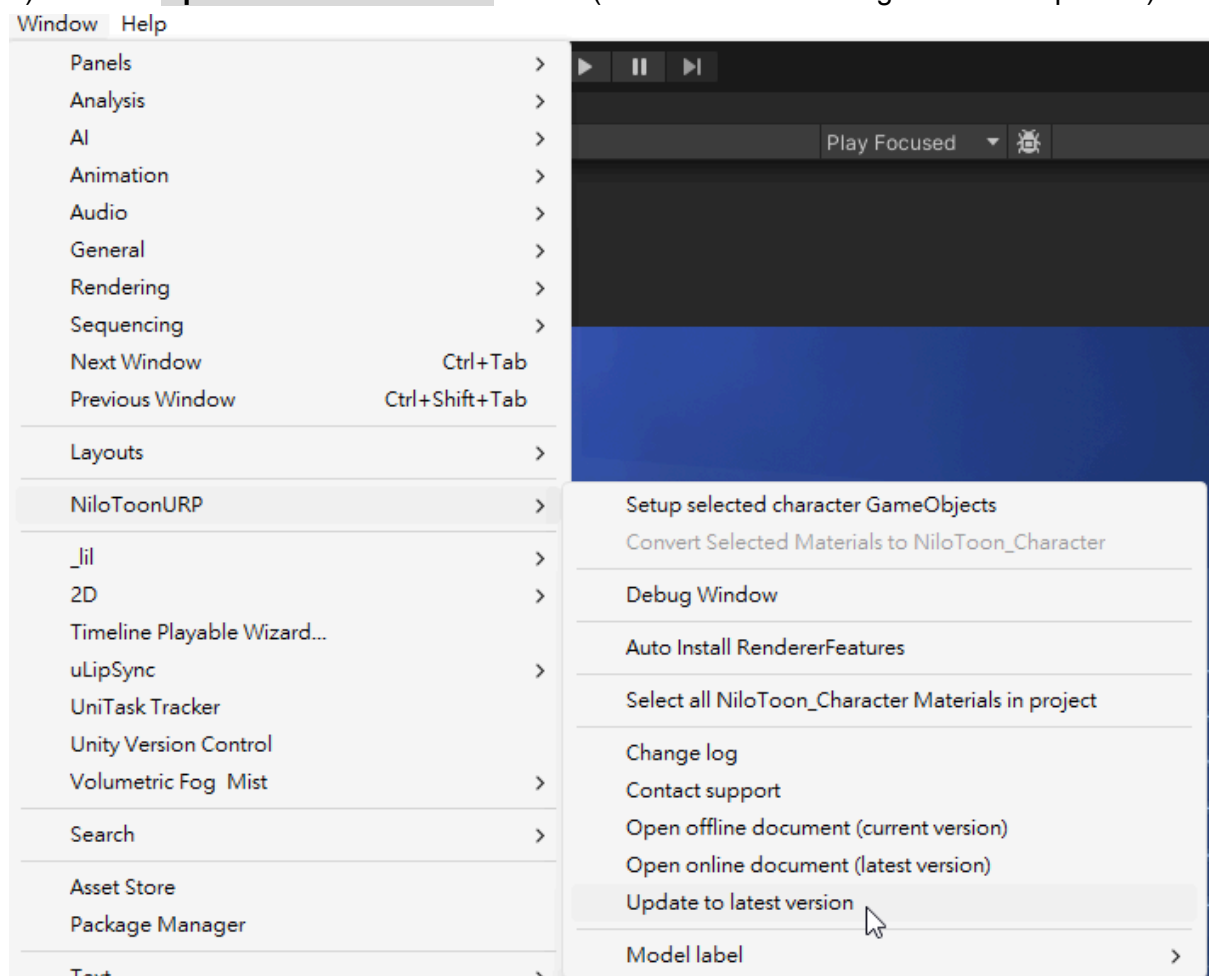 Window Help
Panels
Analysis
AI
Animation
Audio
General
Rendering
Sequencing
Next Window Ctrl+Tab
Previous Window Ctrl+Shift+Tab
Layouts
NiloToonURP
_lil
2D
Timeline Playable Wizard...
uLipSync
UniTask Tracker
Unity Version Control
Volumetric Fog Mist
Search
Asset Store
Package Manager
Play Focused
Setup selected character GameObjects
Convert Selected Materials to NiloToon_Character
Debug Window
Auto Install RendererFeatures
Select all NiloToon_Character Materials in project
Change log
Contact support
Open offline document (current version)
Open online document (latest version)
Update to latest version
Model label